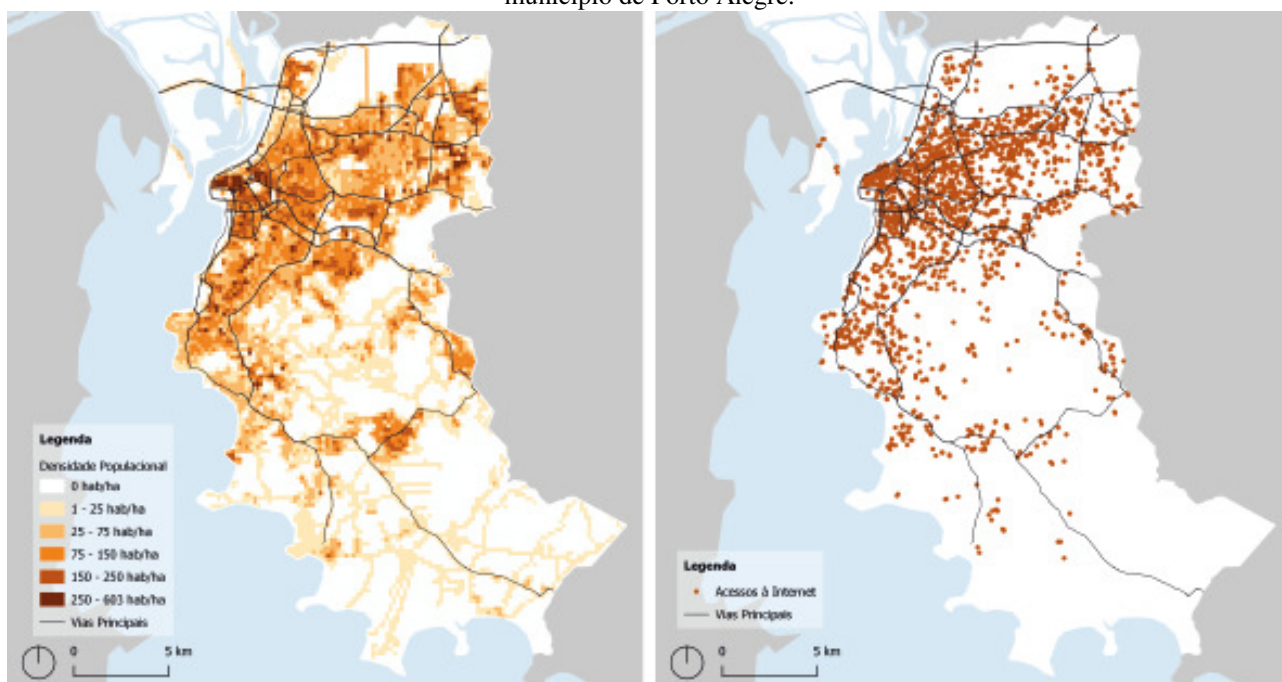 município de Porto Alegre.
Legenda
Densidade Populacional
0 hab/ha
1 - 25 hab/ha
25 - 75 hab/ha
75 - 150 hab/ha
150 - 250 hab/ha
250 - 603 hab/ha
Vias Principais
0 5 km
Legenda
Acessos à Internet
Vias Principais
0 5 km